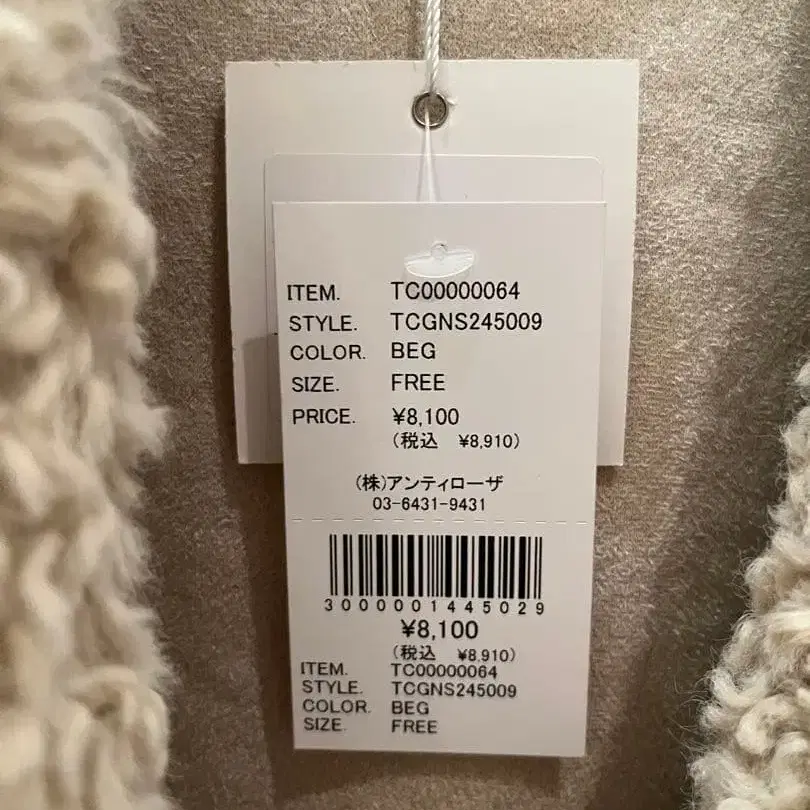 ITEM. TC00000064
STYLE. TCGNS245009
COLOR. BEG
SIZE. FREE
PRICE. ¥8,100
(税込 ¥8,910)
(株)アンティローザ
03-6431-9431
3000001445029
¥8,100
(税込 ¥8,910)
ITEM. TC00000064
STYLE. TCGNS245009
COLOR. BEG
SIZE. FREE